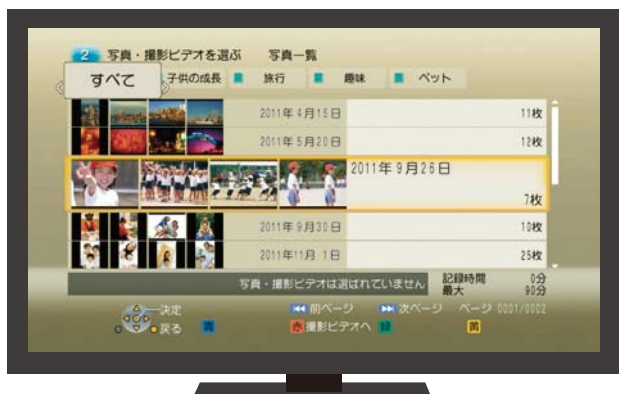 2 写真・撮影ビデオを選ぶ 写真一覧
すべて 子供の成長 旅行 趣味 ペット
2011年 4月15日 11枚
2011年 5月20日 12枚
2011年 9月26日
7枚
2011年 9月30日 10枚
2011年11月 1日 25枚
写真・撮影ビデオは選ばれていません 記録時間 0分
最大 90分
決定 前ページ 次ページ ページ 0001/0002
戻る 青 赤 撮影ビデオへ 緑 黄